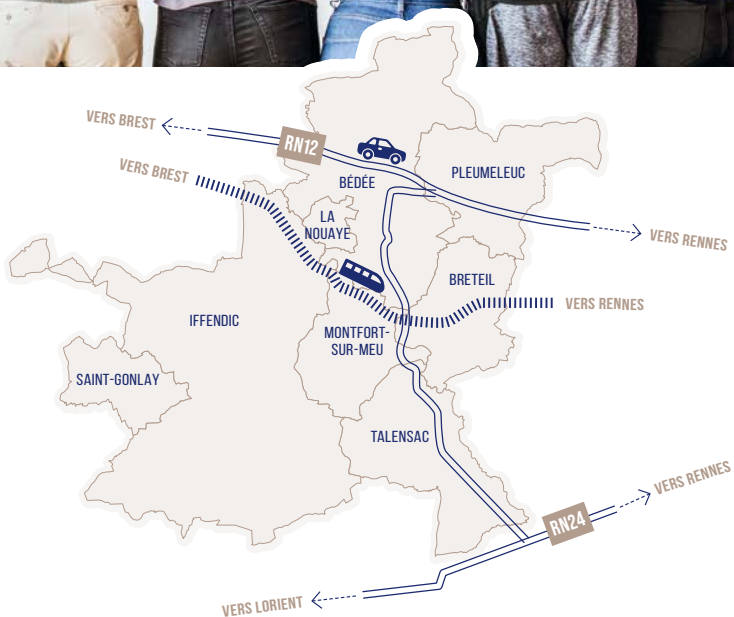 VERS BREST
RN12
VERS BREST
PLEUMELEUC
BÉDÉE
LA
NOUAYE
VERS RENNES
BRETEIL
VERS RENNES
IFFENDIC
MONTFORT-
SUR-MEU
SAINT-GONLAY
TALENSAC
VERS RENNES
RN24
VERS LORIENT